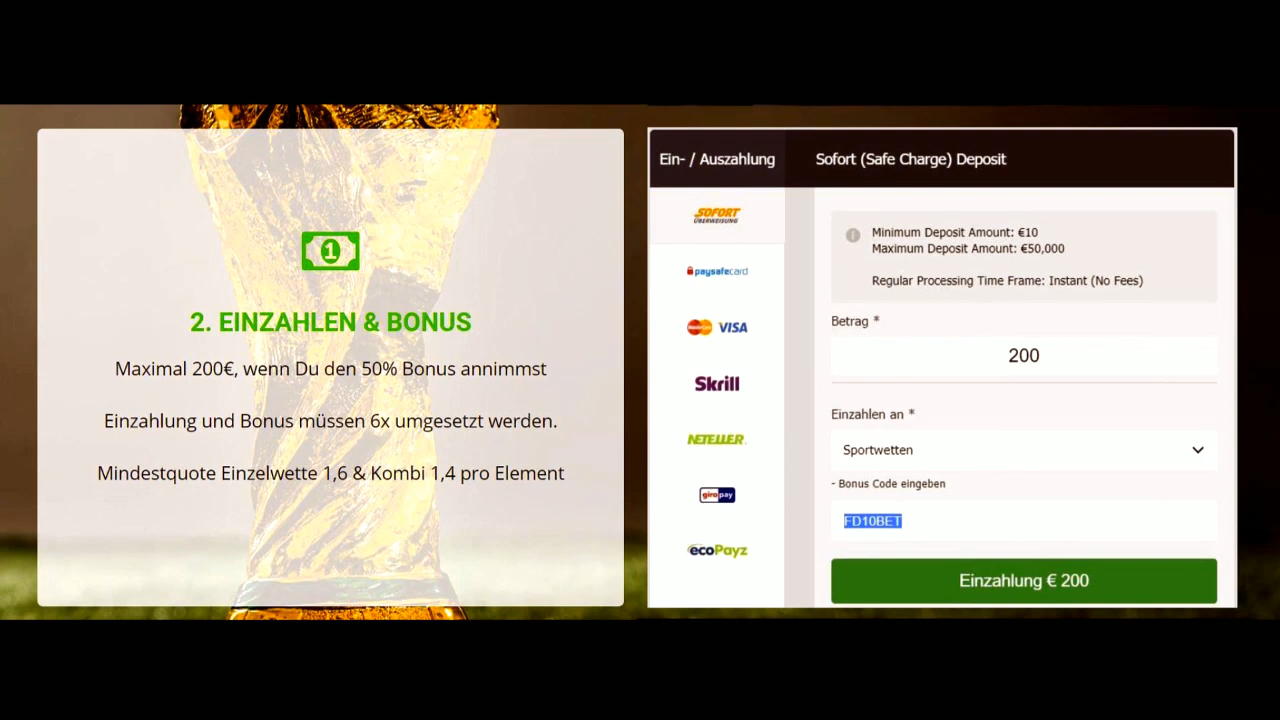 1
2. EINZAHLEN & BONUS
Maximal 200€, wenn Du den 50% Bonus annimmst
Einzahlung und Bonus müssen 6x umgesetzt werden.
Mindestquote Einzelwette 1,6 & Kombi 1,4 pro Element
Ein- / Auszahlung
Sofort (Safe Charge) Deposit
SOFORT
ÜBERWEISUNG
paysafecard
MasterCard VISA
Skrill
NETELLER
giropay
ecoPayz
Minimum Deposit Amount: €10
Maximum Deposit Amount: €50,000
Regular Processing Time Frame: Instant (No Fees)
Betrag *
200
Einzahlen an *
Sportwetten
- Bonus Code eingeben
FD10BET
Einzahlung € 200